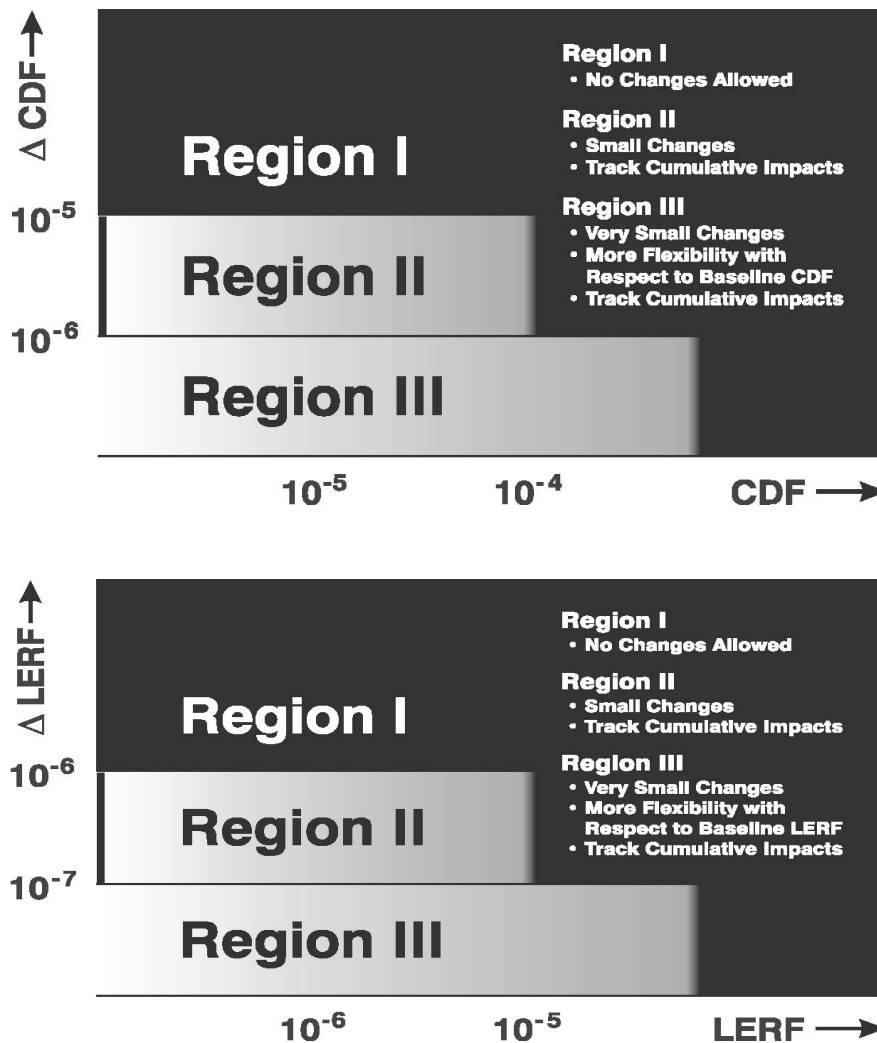 Δ CDF→
Region I
• No Changes Allowed
Region II
• Small Changes
• Track Cumulative Impacts
Region III
• Very Small Changes
• More Flexibility with
Respect to Baseline CDF
• Track Cumulative Impacts
Region I
10-5
Region II
10-6
Region III
10-5
10-4
CDF →
Δ LERF→
Region I
• No Changes Allowed
Region II
• Small Changes
• Track Cumulative Impacts
Region III
• Very Small Changes
• More Flexibility with
Respect to Baseline LERF
• Track Cumulative Impacts
Region I
10-6
Region II
10-7
Region III
10-6
10-5
LERF →